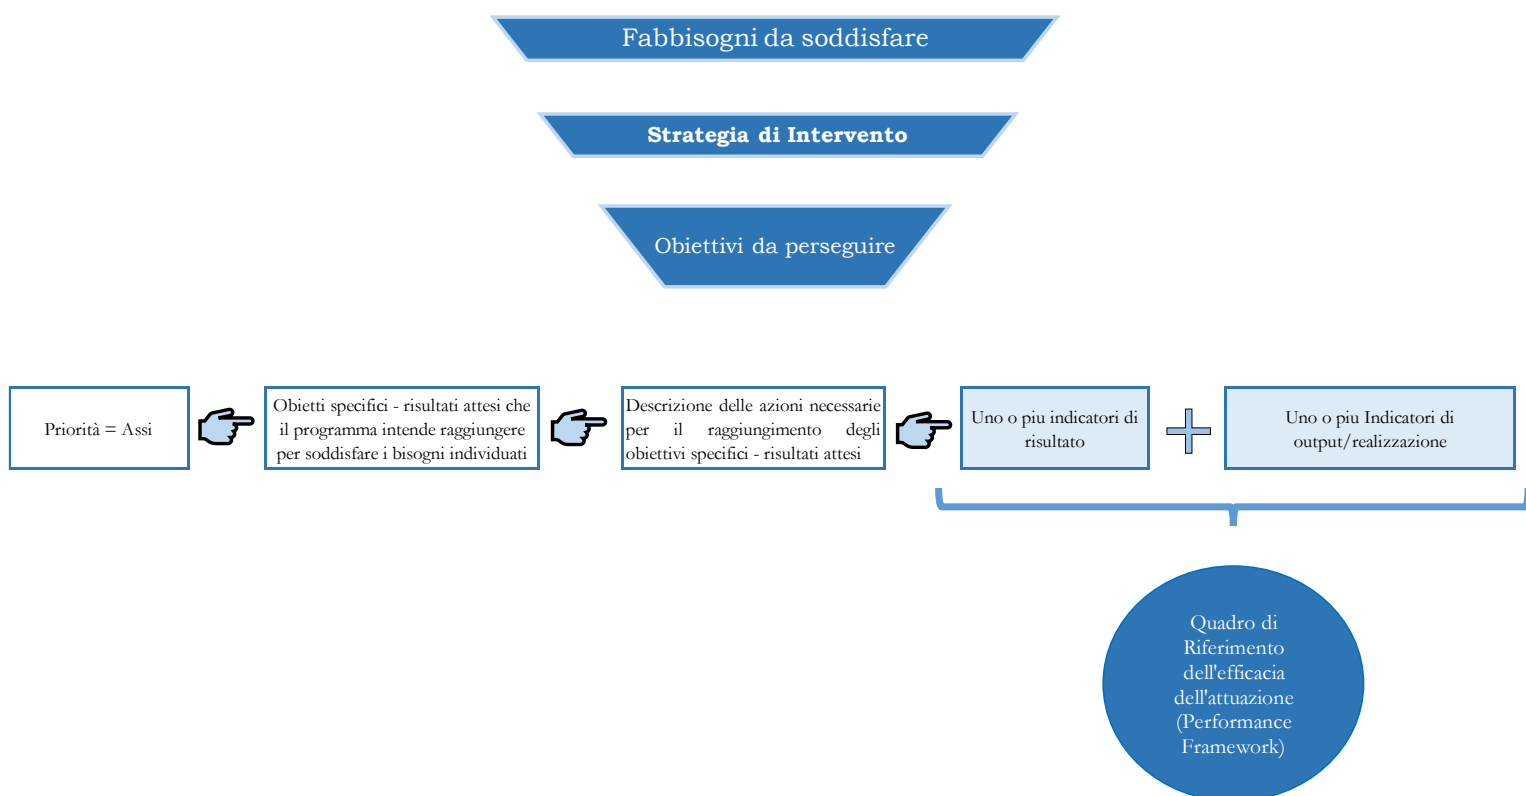 Fabbisogni da soddisfare
Strategia di Intervento
Obiettivi da perseguire
Priorità = Assi
Obietti specifici - risultati attesi che
il programma intende raggiungere
per soddisfare i bisogni individuati
Descrizione delle azioni necessarie
per il raggiungimento degli
obiettivi specifici - risultati attesi
Uno o piu indicatori di
risultato
Uno o piu Indicatori di
output/realizzazione
Quadro di
Riferimento
dell'efficacia
dell'attuazione
(Performance
Framework)